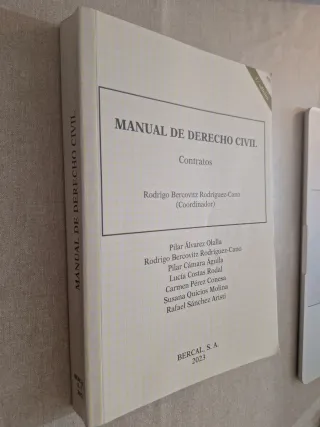 MANUAL DE DERECHO CIVIL
Contratos
Rodrigo Bercovitz Rodríguez-Cano
(Coordinador)
Pilar Álvarez Olalla
Rodrigo Bercovitz Rodríguez-Cano
Pilar Cámara Águila
Lucía Costas Rodal
Carmen Pérez Conesa
Susana Quicios Molina
Rafael Sánchez Aristi
BERCAL, S. A.
2023
MANUAL DE DERECHO CIVIL